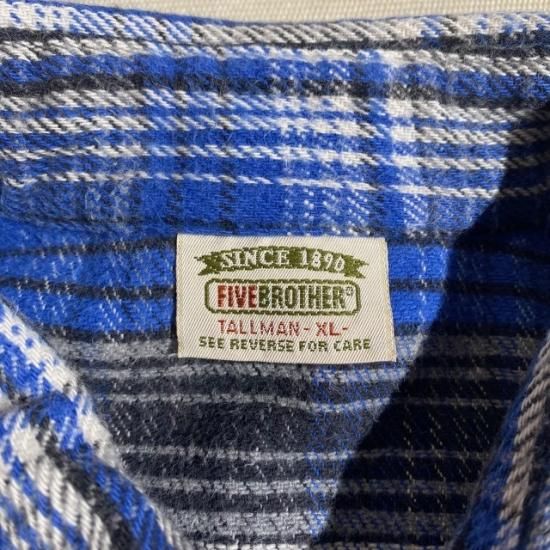 SINCE 1890
FIVEBROTHER®
TALLMAN - XL -
SEE REVERSE FOR CARE